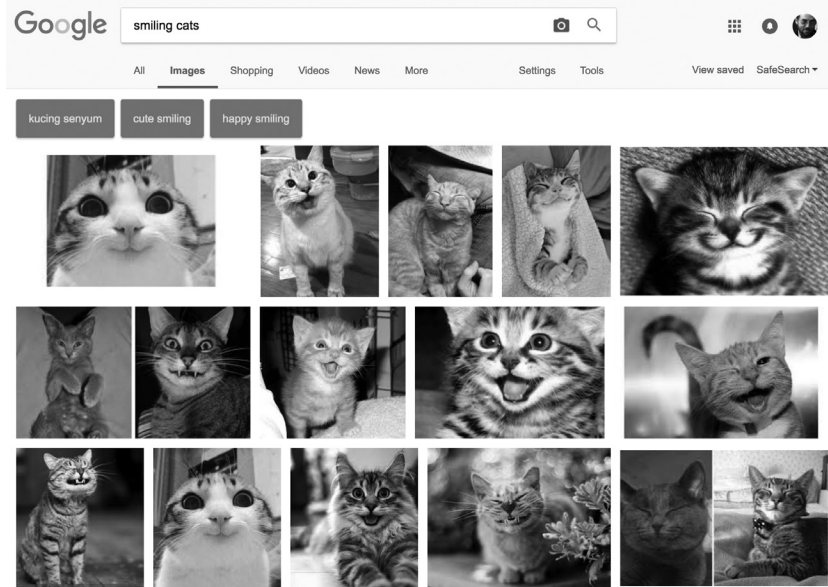 Google smiling cats
All Images Shopping Videos News More Settings Tools View saved SafeSearch
kucing senyum cute smiling happy smiling